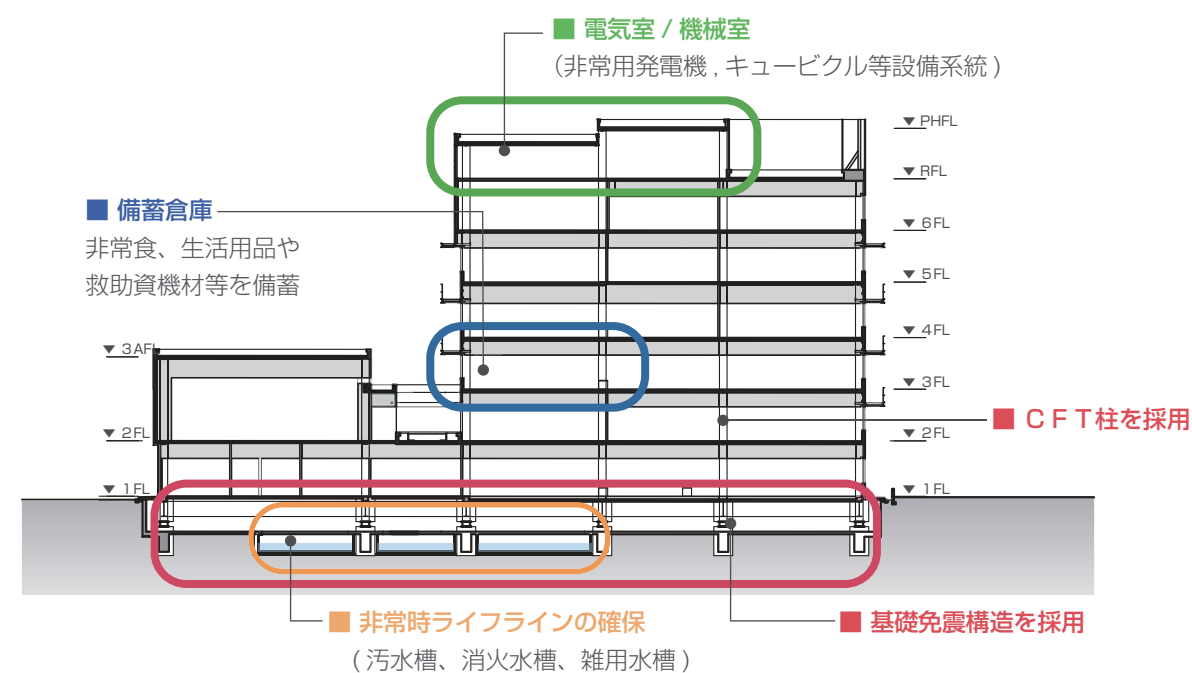 ■ 電気室 / 機械室
(非常用発電機 , キュービクル等設備系統 )
▼ PHFL
▼ RFL
■ 備蓄倉庫
非常食、生活用品や
救助資機材等を備蓄
▼ 6FL
▼ 5FL
▼ 4FL
▼ 3AFL
▼ 3FL
■ CFT柱を採用
▼ 2FL
▼ 2FL
▼ 1FL
▼ 1FL
■ 非常時ライフラインの確保
( 汚水槽、消火水槽、雑用水槽 )
■ 基礎免震構造を採用